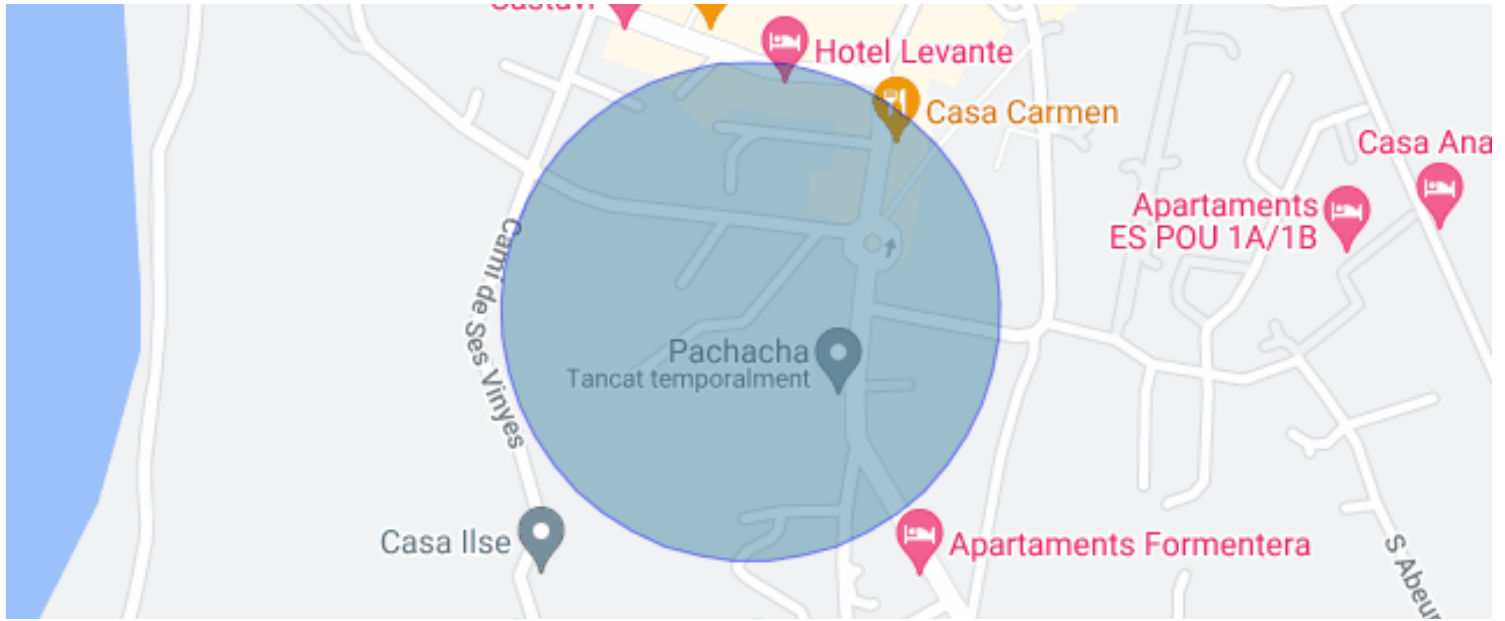 Hotel Levante
Casa Carmen
Casa Ana
Apartaments
ES POU 1A/1B
Camí de Ses Vinyes
Pachacha
Tancat temporalment
Casa Ilse
Apartaments Formentera
S Abeur